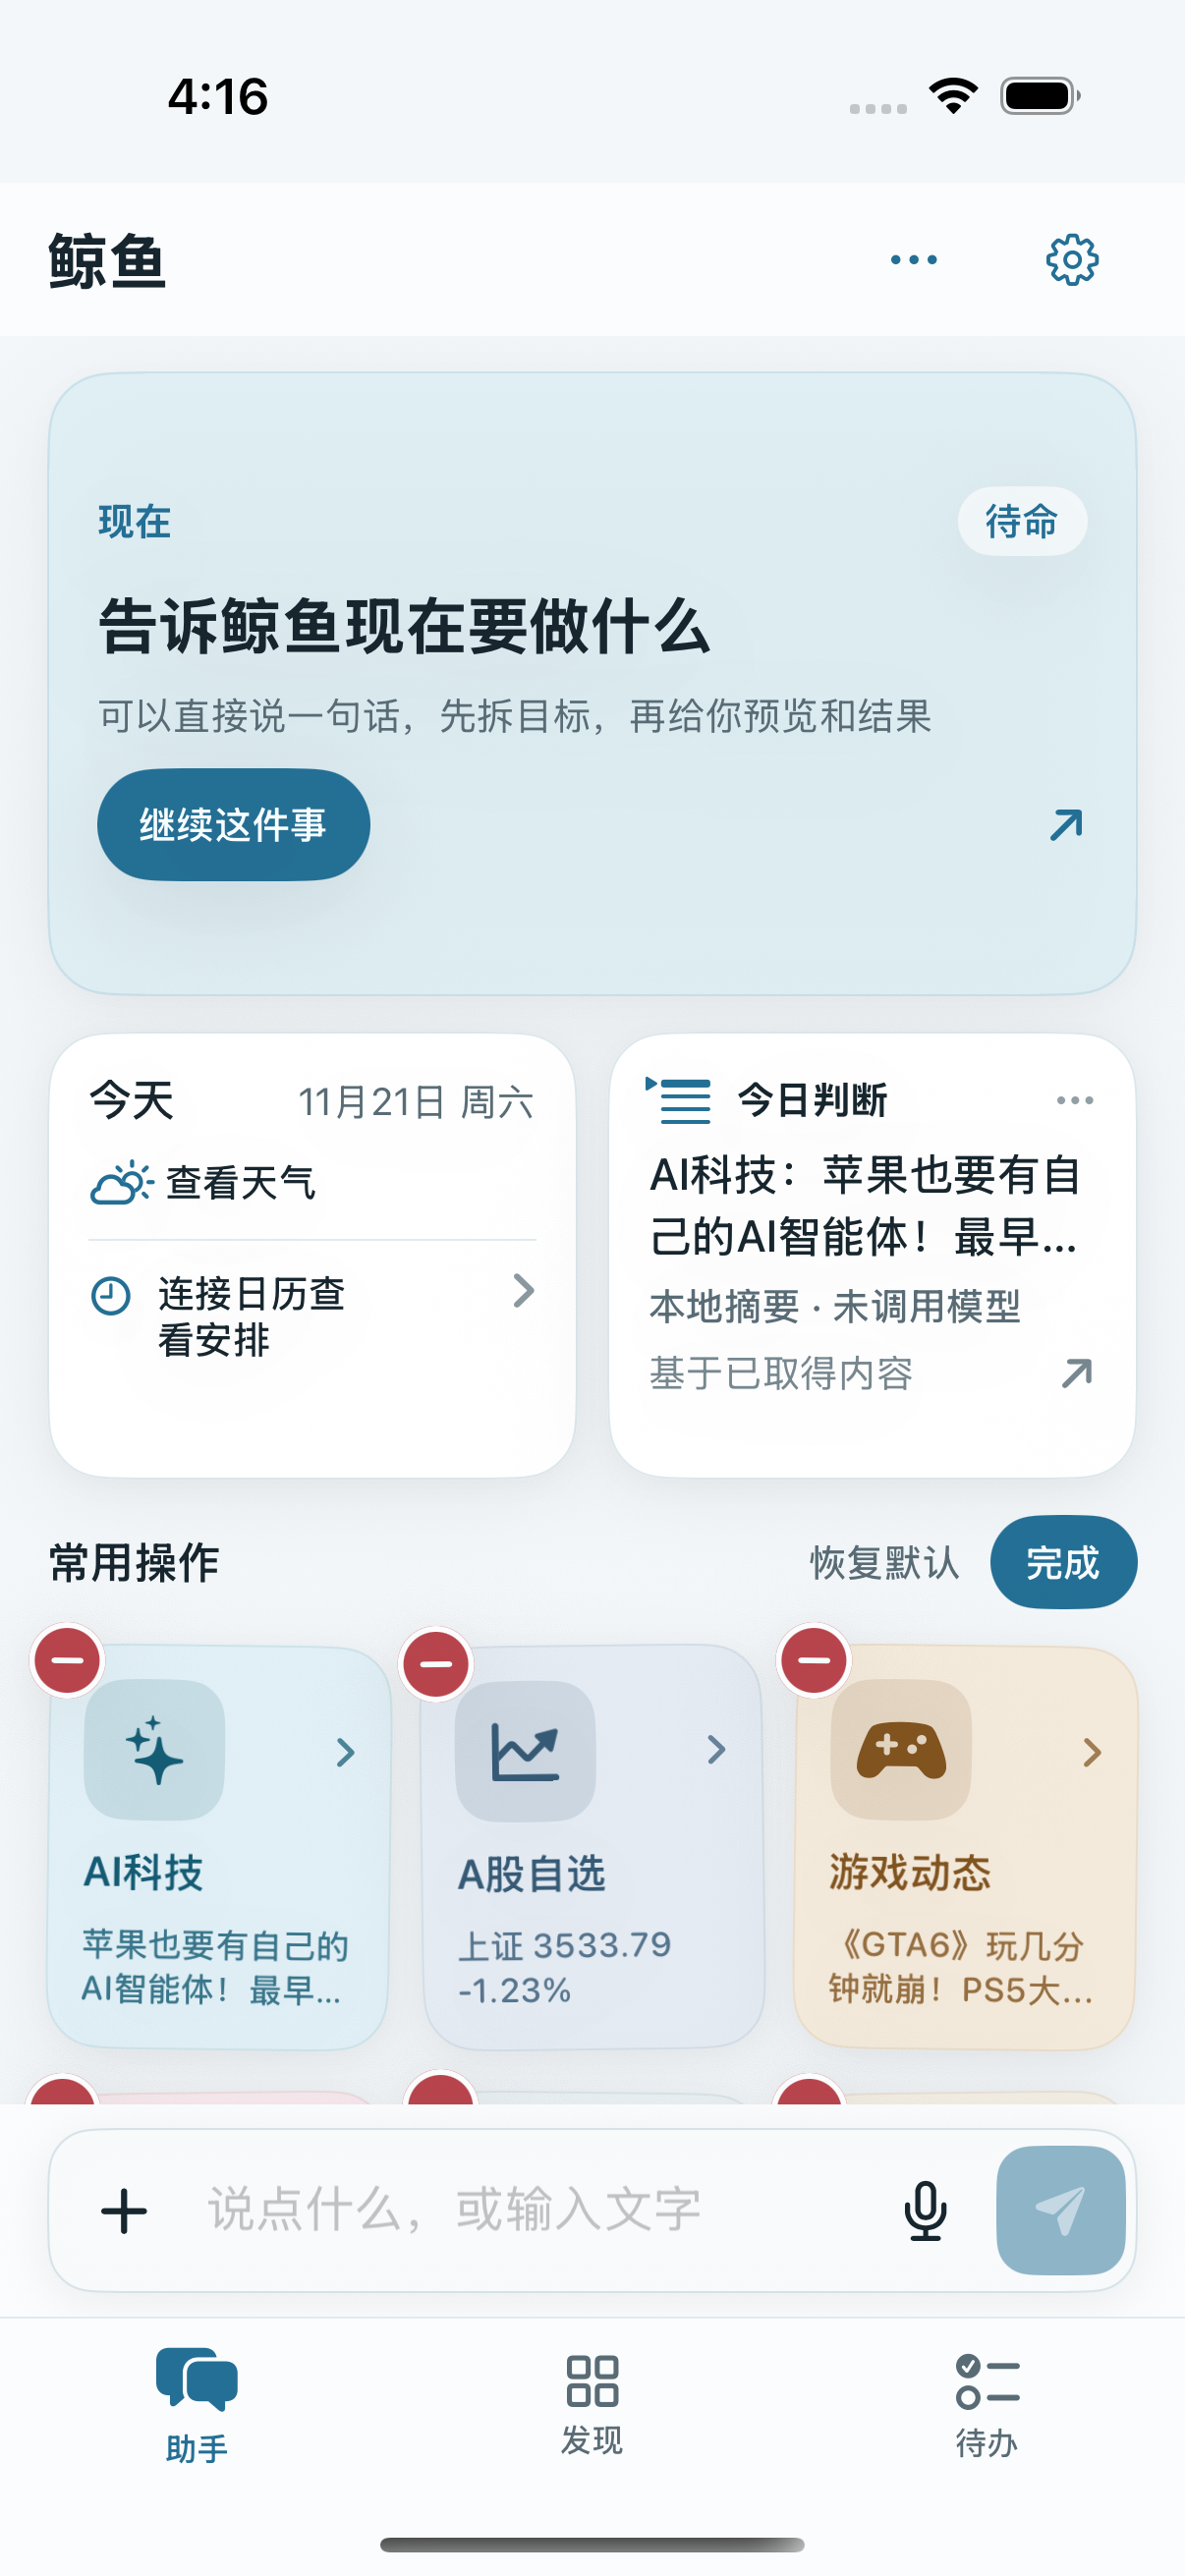 4:16
鲸鱼
现在
待命
告诉鲸鱼现在要做什么
可以直接说一句话，先拆目标，再给你预览和结果
继续这件事
今天
11月21日 周六
查看天气
连接日历查
看安排
今日判断
AI科技：苹果也要有自
己的AI智能体！最早...
本地摘要 · 未调用模型
基于已取得内容
常用操作
恢复默认
完成
AI科技
苹果也要有自己的
AI智能体！最早...
A股自选
上证 3533.79
-1.23%
游戏动态
《GTA6》玩几分
钟就崩！PS5大...
说点什么，或输入文字
助手
发现
待办